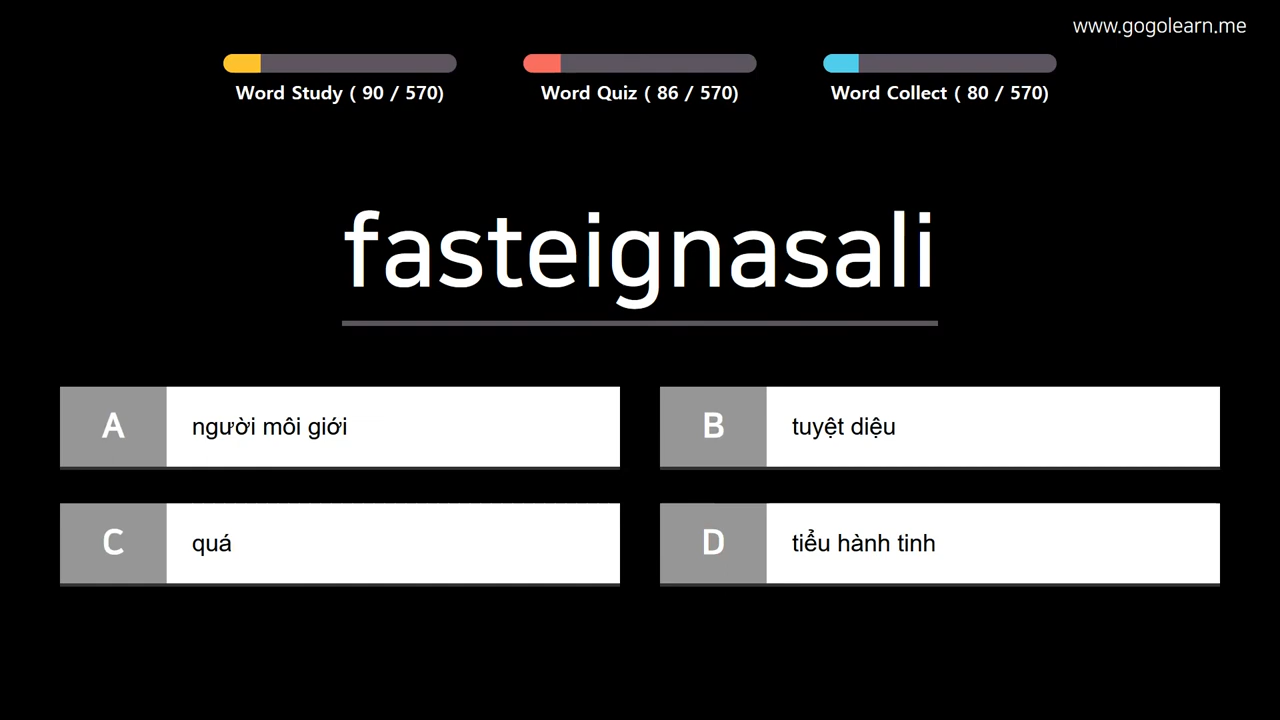 www.gogolearn.me
Word Study ( 90 / 570)
Word Quiz ( 86 / 570)
Word Collect ( 80 / 570)
fasteignasali
A người môi giới
B tuyệt diệu
C quá
D tiểu hành tinh